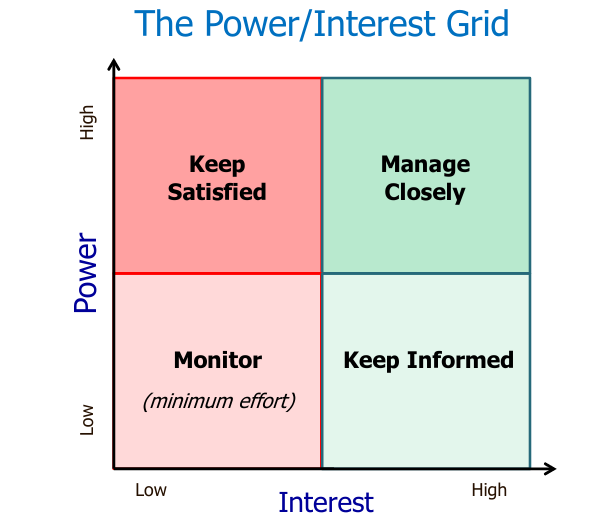 The Power/Interest Grid
High
Keep
Satisfied
Manage
Closely
Power
Monitor
(minimum effort)
Keep Informed
Low
Low
Interest
High